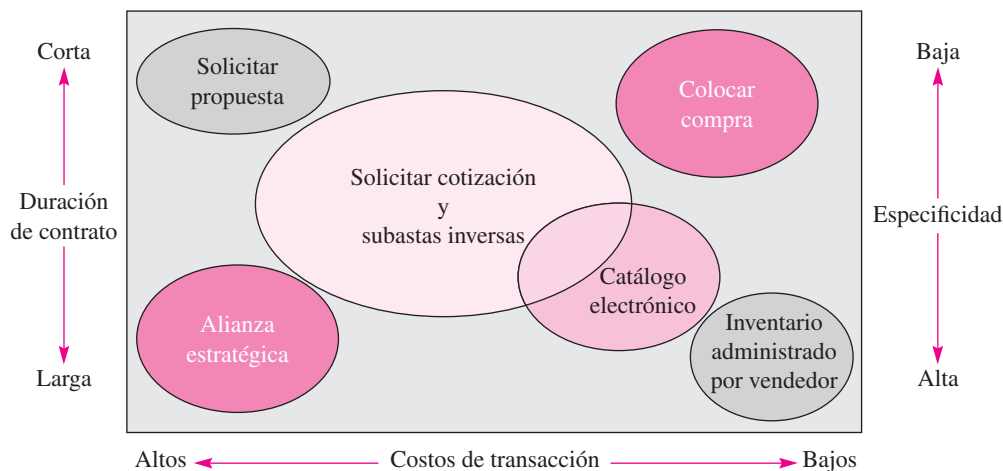 Corta
Duración
de contrato
Larga
Solicitar
propuesta
Colocar
compra
Solicitar cotización
y
subastas inversas
Catálogo
electrónico
Alianza
estratégica
Inventario
administrado
por vendedor
Baja
Especificidad
Alta
Altos
Costos de transacción
Bajos